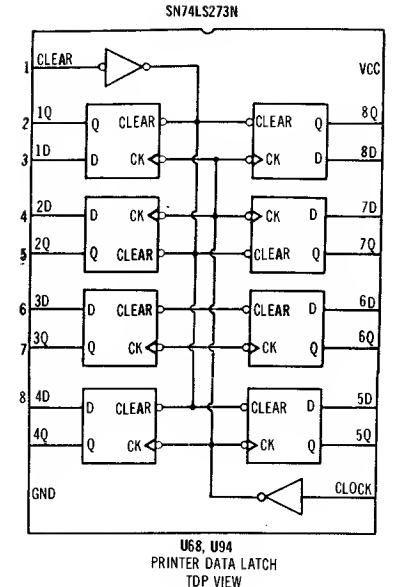 SN74LS273N
1 CLEAR VCC
2 1Q Q CLEAR CLEAR Q 8Q
3 1D D CK CK D 8D
4 2D D CK CK D 7D
5 2Q Q CLEAR CLEAR Q 7Q
6 3D D CLEAR CLEAR D 6D
7 3Q Q CK CK Q 6Q
8 4D D CLEAR CLEAR D 5D
4Q Q CK CK Q 5Q
GND CLOCK
U68, U94
PRINTER DATA LATCH
TOP VIEW